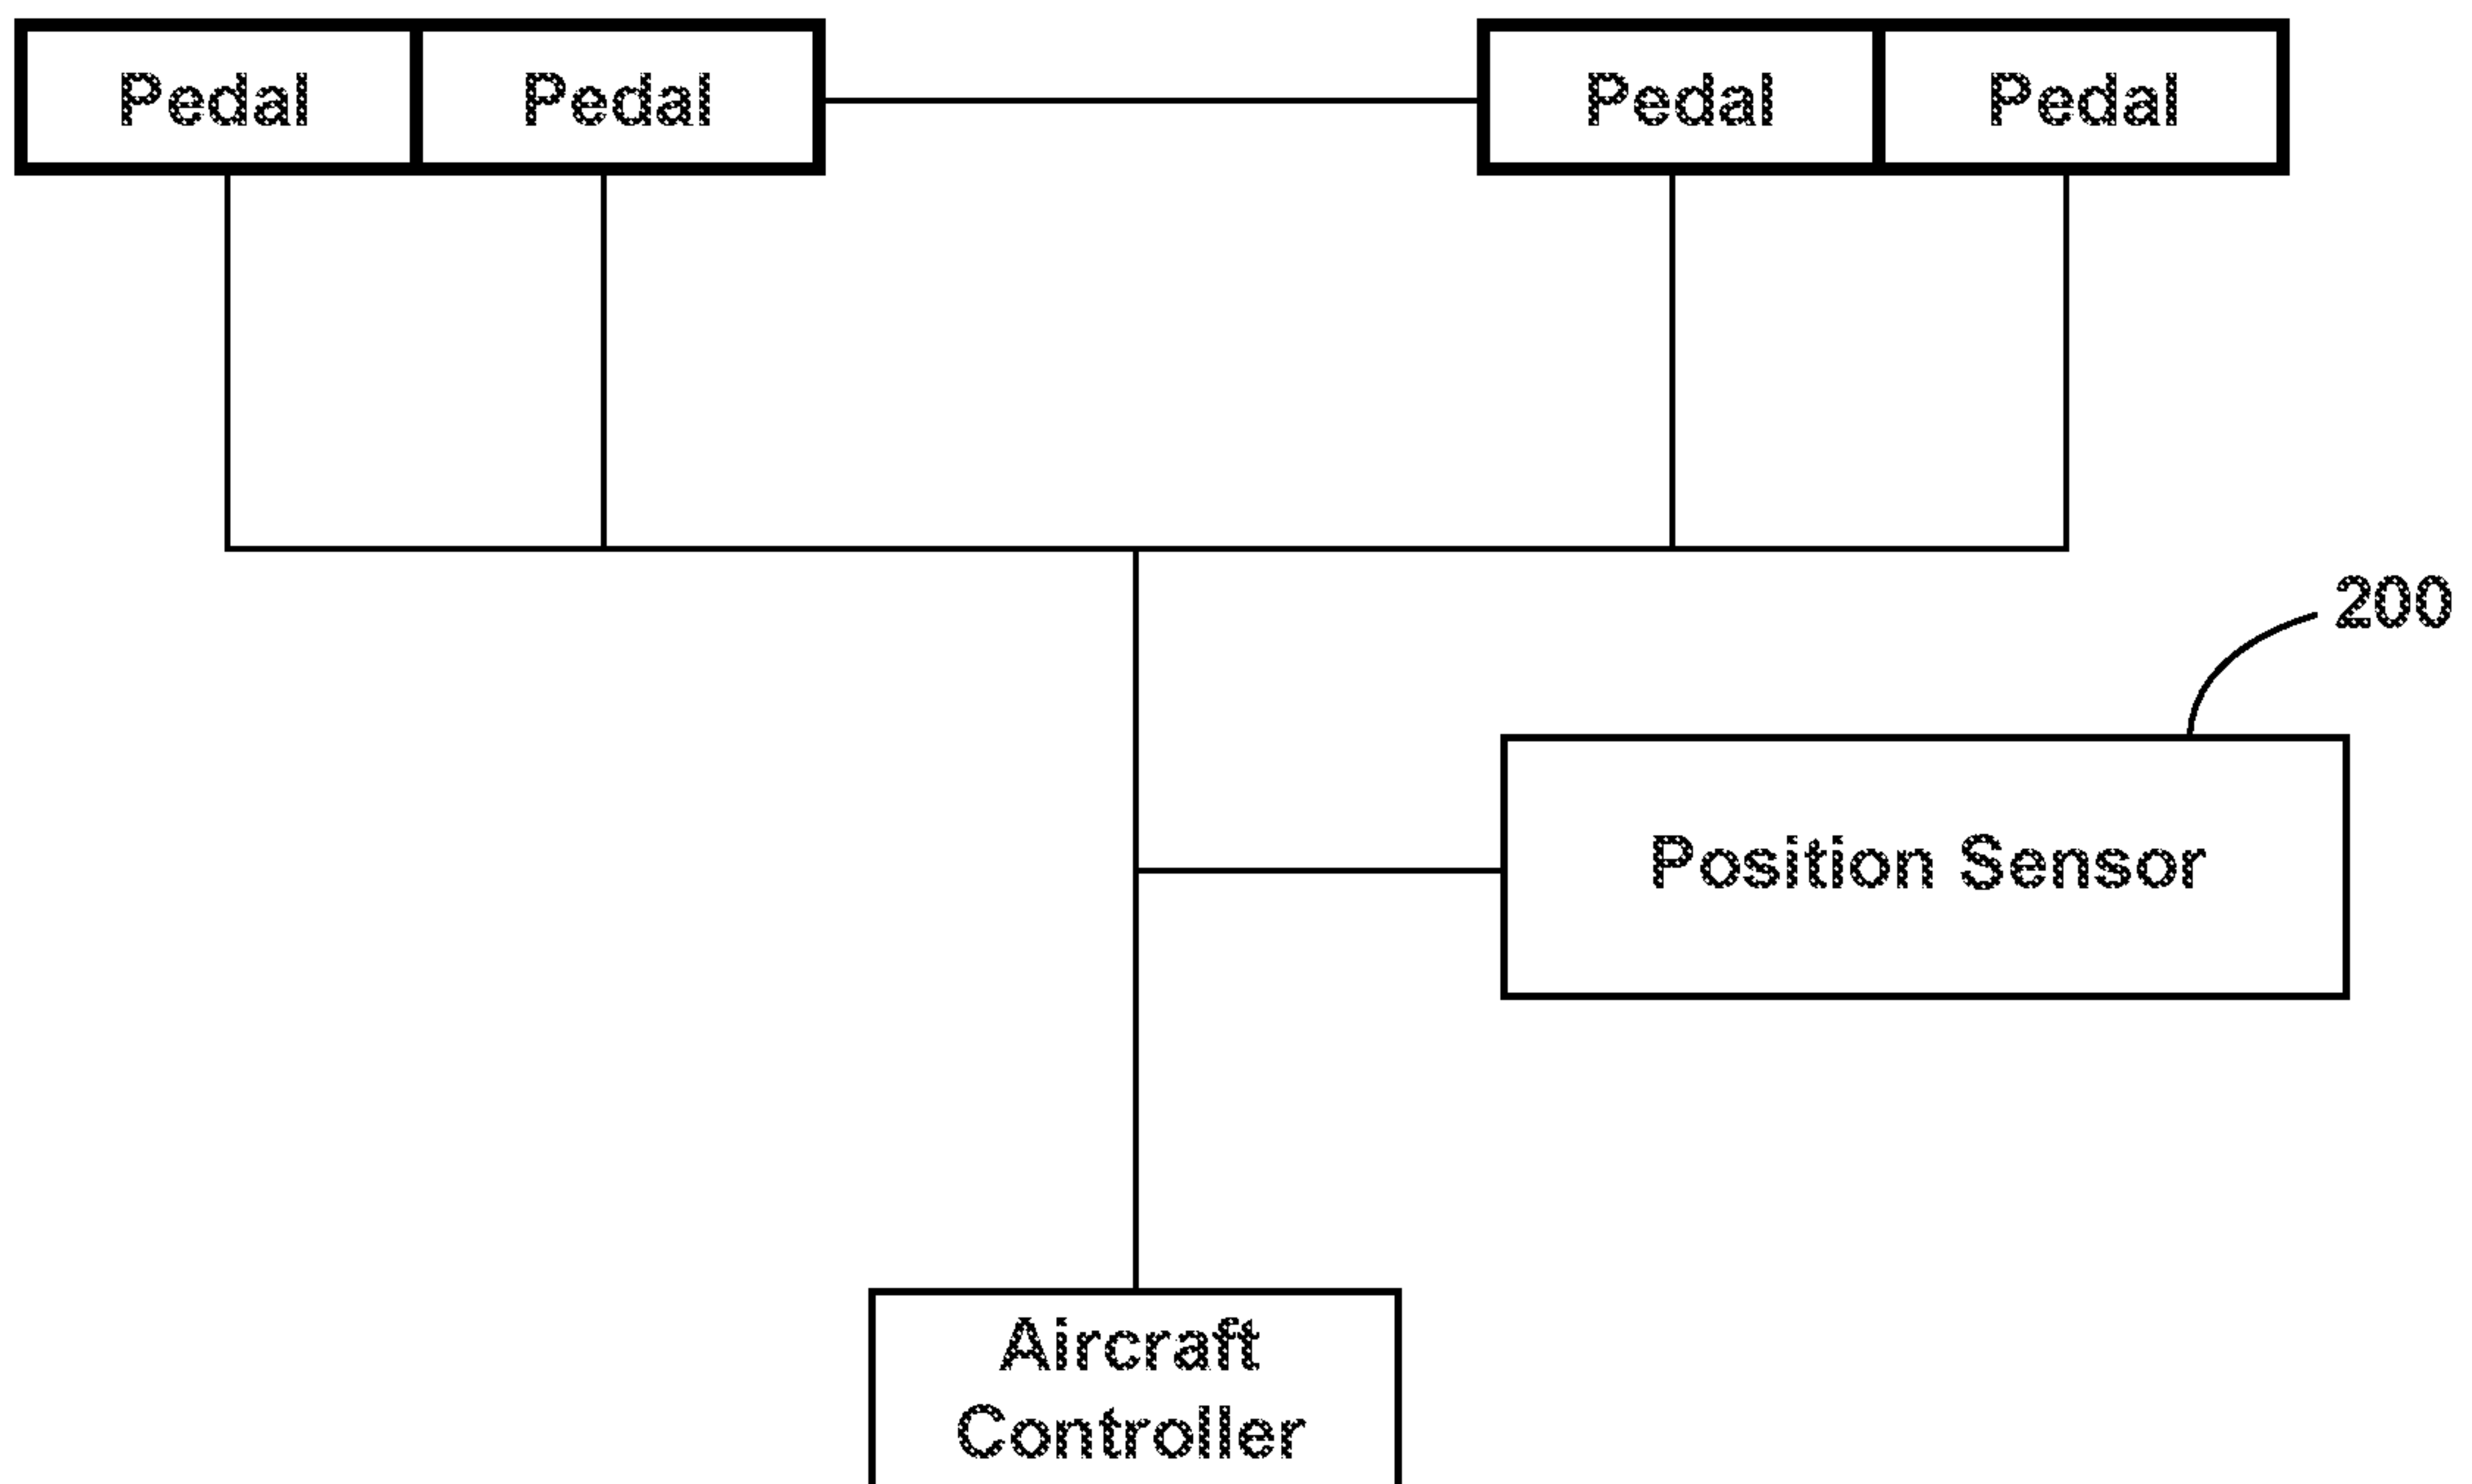 Pedal Pedal Pedal Pedal
200
Position Sensor
Aircraft
Controller